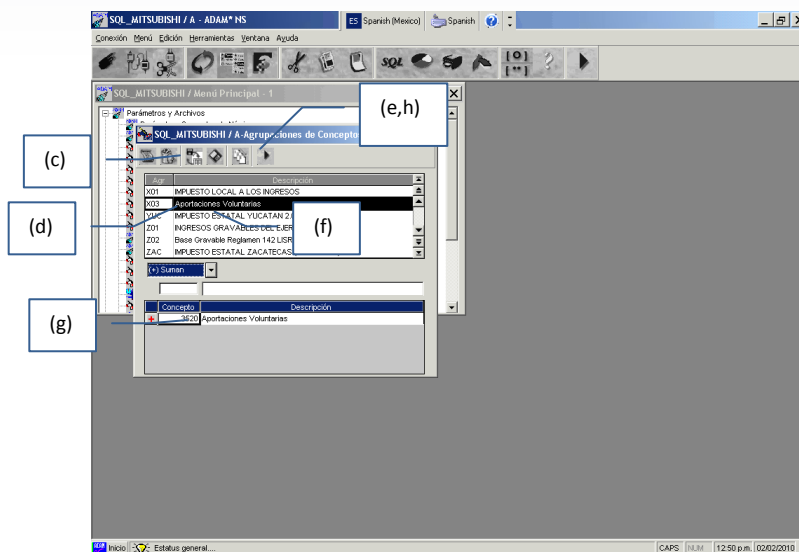 SQL_MITSUBISHI / A - ADAM* NS
ES Spanish (Mexico) Spanish
Conexión Menú Edición Herramientas Ventana Ayuda
SQL
SQL_MITSUBISHI / Menú Principal - 1
(e,h)
Parámetros y Archivos
SQL_MITSUBISHI / A-Agrupaciones de Concepto
(c)
Agr Descripción
X01 IMPUESTO LOCAL A LOS INGRESOS
X03 Aportaciones Voluntarias
(d)
YUC IMPUESTO ESTATAL YUCATAN 2.
(f)
Z01 INGRESOS GRAVABLES DEL EJER
Z02 Base Gravable Reglamen 142 LISR
ZAC IMPUESTO ESTATAL ZACATECAS
(+) Suman
Concepto Descripción
(g)
+ 3620 Aportaciones Voluntarias
Inicio Estatus general.... CAPS NUM 12:50 p.m. 02/02/2010